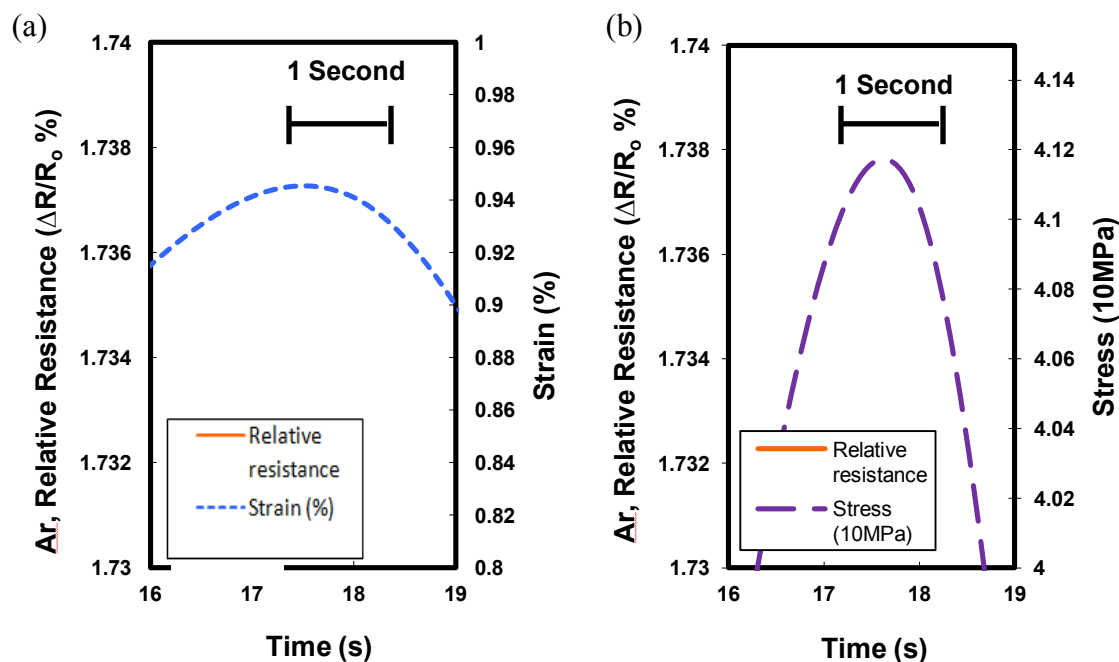 (a)
1 Second
1.74
1.738
1.736
1.734
1.732
1.73
Ar, Relative Resistance (ΔR/Ro %)
1
0.98
0.96
0.94
0.92
0.9
0.88
0.86
0.84
0.82
0.8
Strain (%)
Relative
resistance
Strain (%)
16
17
18
19
Time (s)
(b)
1 Second
1.74
1.738
1.736
1.734
1.732
1.73
Ar, Relative Resistance (ΔR/Ro %)
4.14
4.12
4.1
4.08
4.06
4.04
4.02
4
Stress (10MPa)
Relative
resistance
Stress
(10MPa)
16
17
18
19
Time (s)